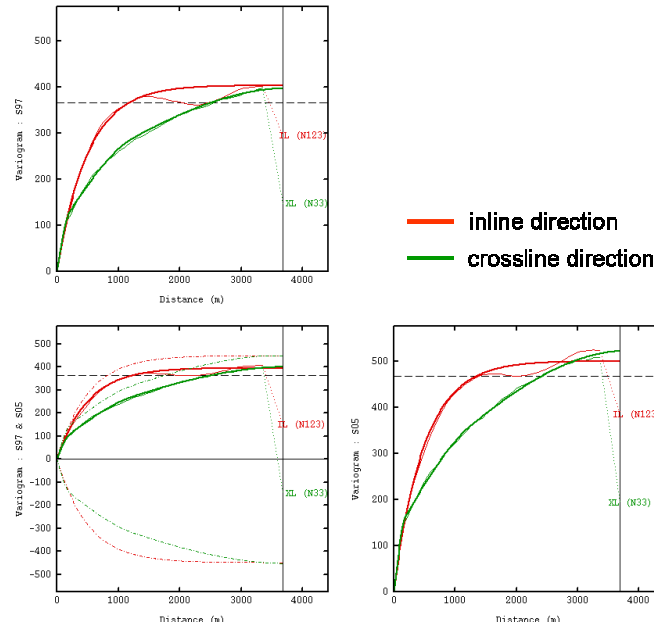 500
400
300
200
100
0
Variogram : S97
IL (N123)
XL (N33)
0 1000 2000 3000 4000
Distance (m)
inline direction
crossline direction
500
400
300
200
100
0
-100
-200
-300
-400
-500
Variogram : S97 & S05
IL (N123)
XL (N33)
0 1000 2000 3000 4000
Distance (m)
500
400
300
200
100
0
Variogram : S05
IL (N123
XL (N33)
0 1000 2000 3000 4000
Distance (m)